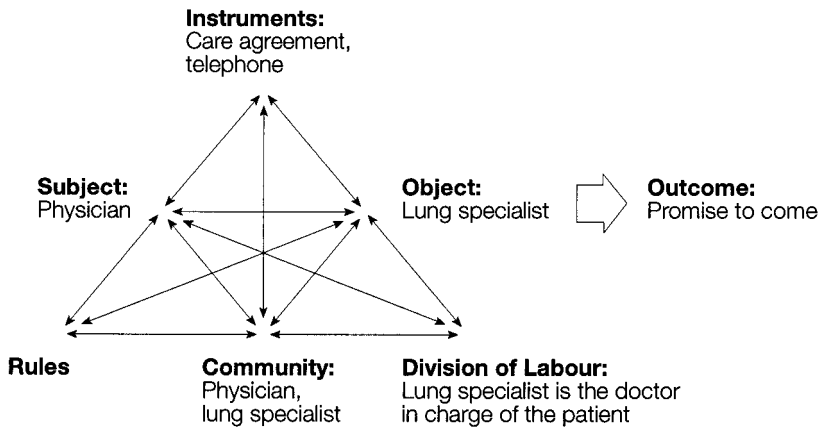 Instruments:
Care agreement,
telephone
Subject:
Physician
Object:
Lung specialist
Outcome:
Promise to come
Rules
Community:
Physician,
lung specialist
Division of Labour:
Lung specialist is the doctor
in charge of the patient